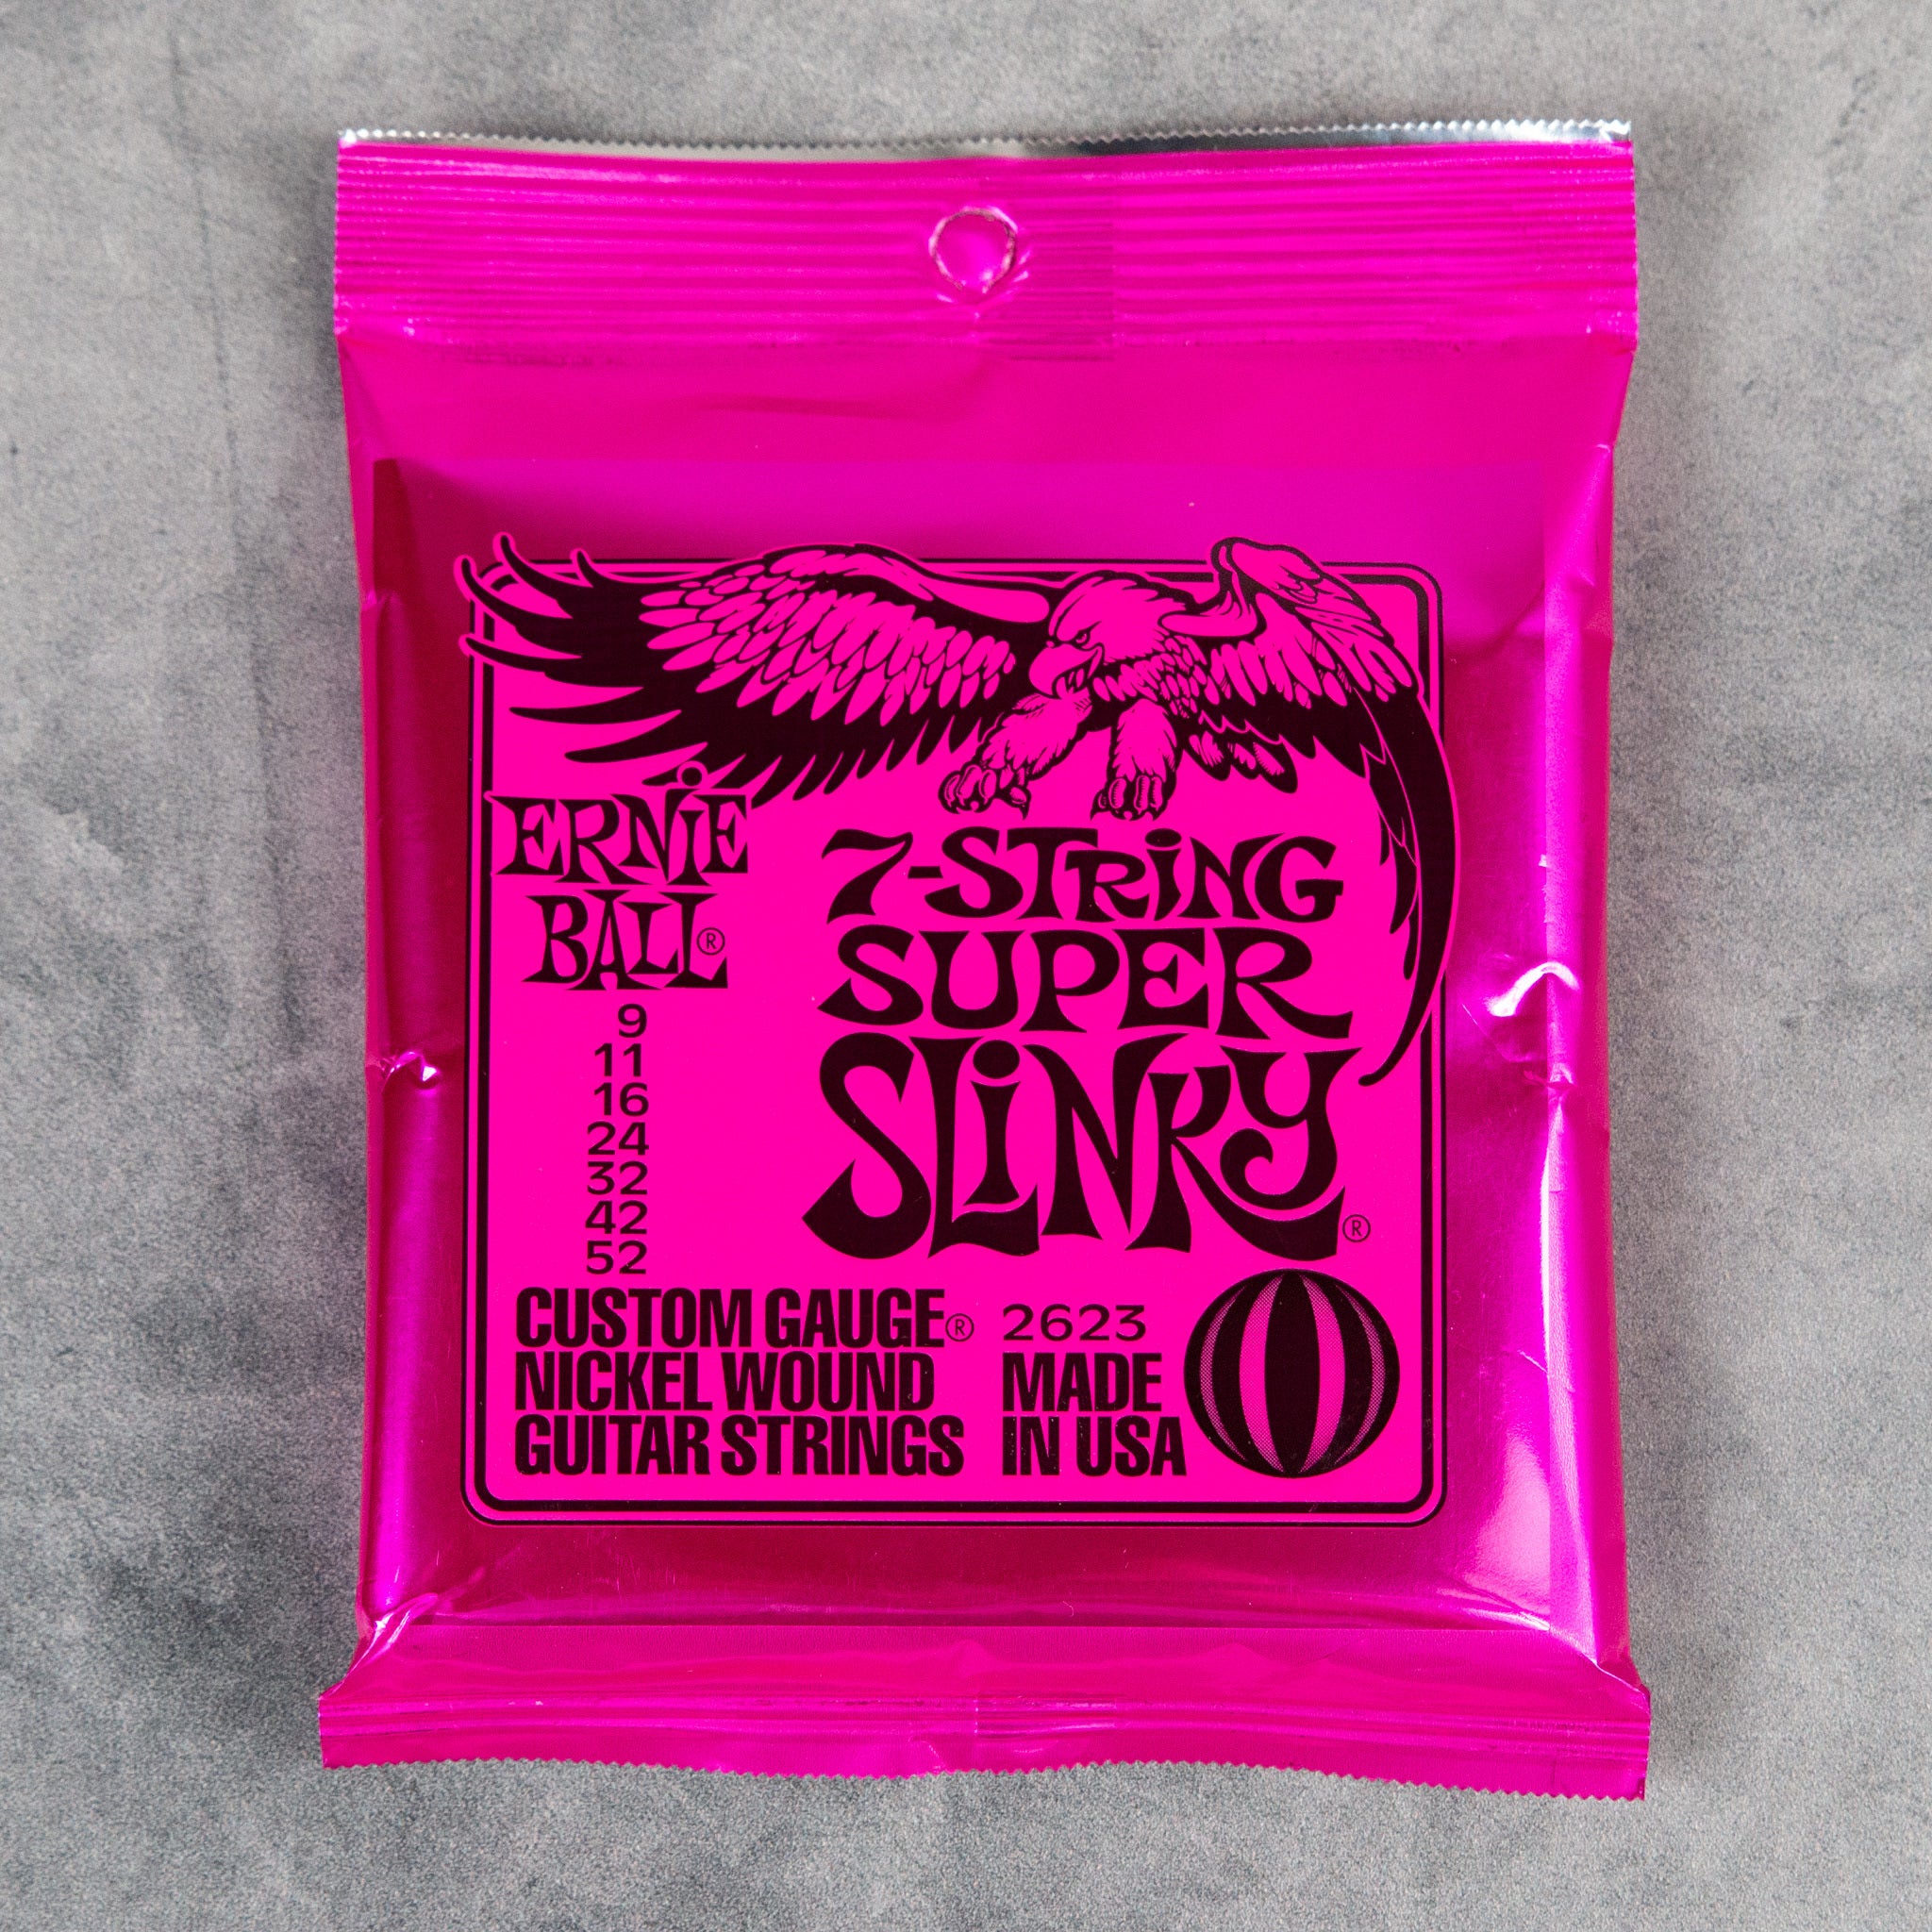 ERNiE
BALL®
9
11
16
24
32
42
52
7-STRiNG
SUPER
SLiNKY®
CUSTOM GAUGE®
NICKEL WOUND
GUITAR STRINGS
2623
MADE
IN USA